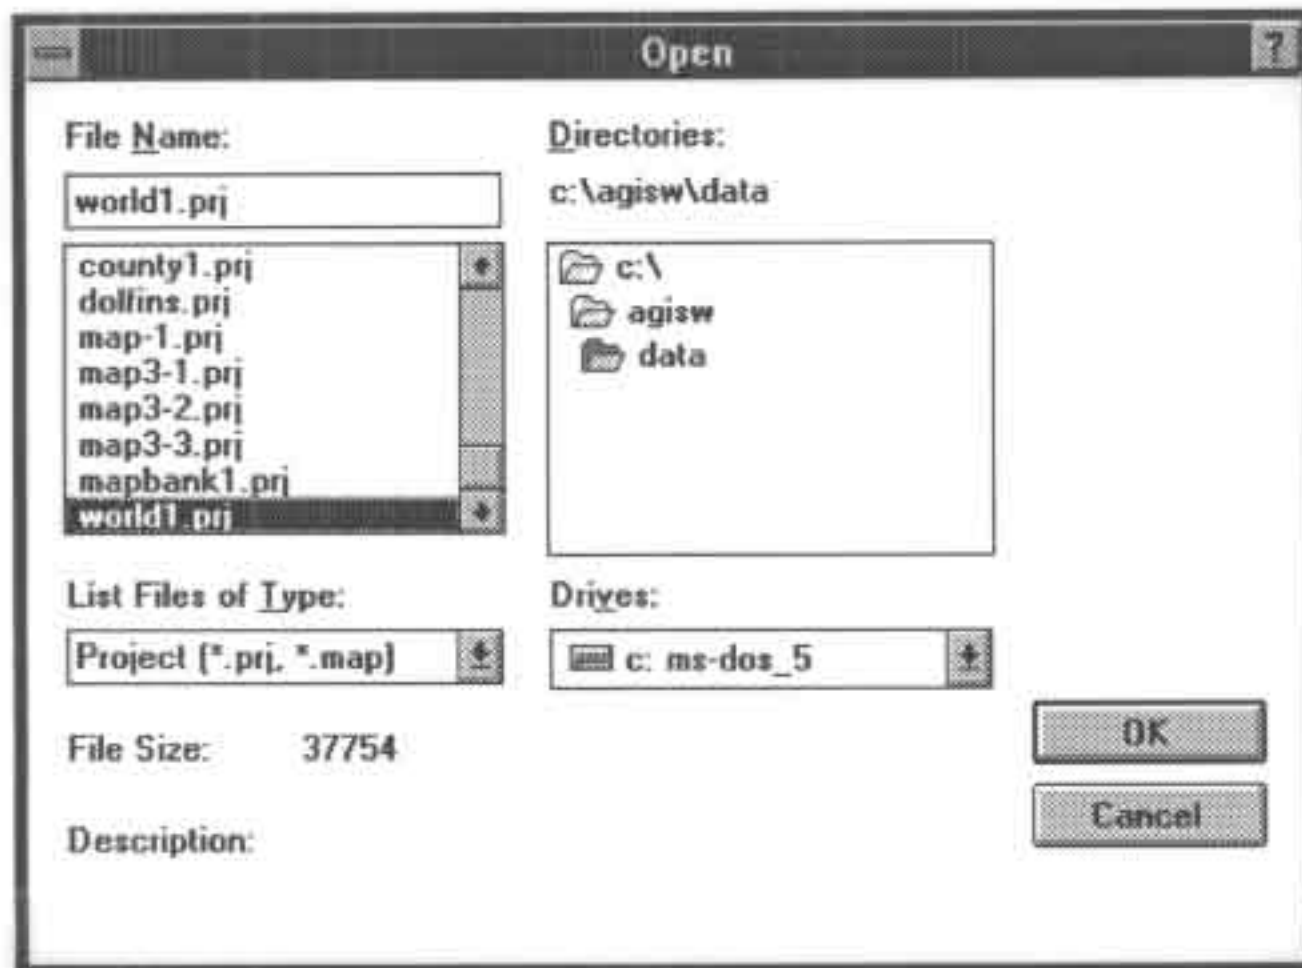 Open
?
File Name:
world1.prj
county1.prj
dolfins.prj
map-1.prj
map3-1.prj
map3-2.prj
map3-3.prj
mapbank1.prj
world1.prj
List Files of Type:
Project (*.prj, *.map)
File Size: 37754
Description:
Directories:
c:\agisw\data
c:\
agisw
data
Drives:
c: ms-dos_5
OK
Cancel